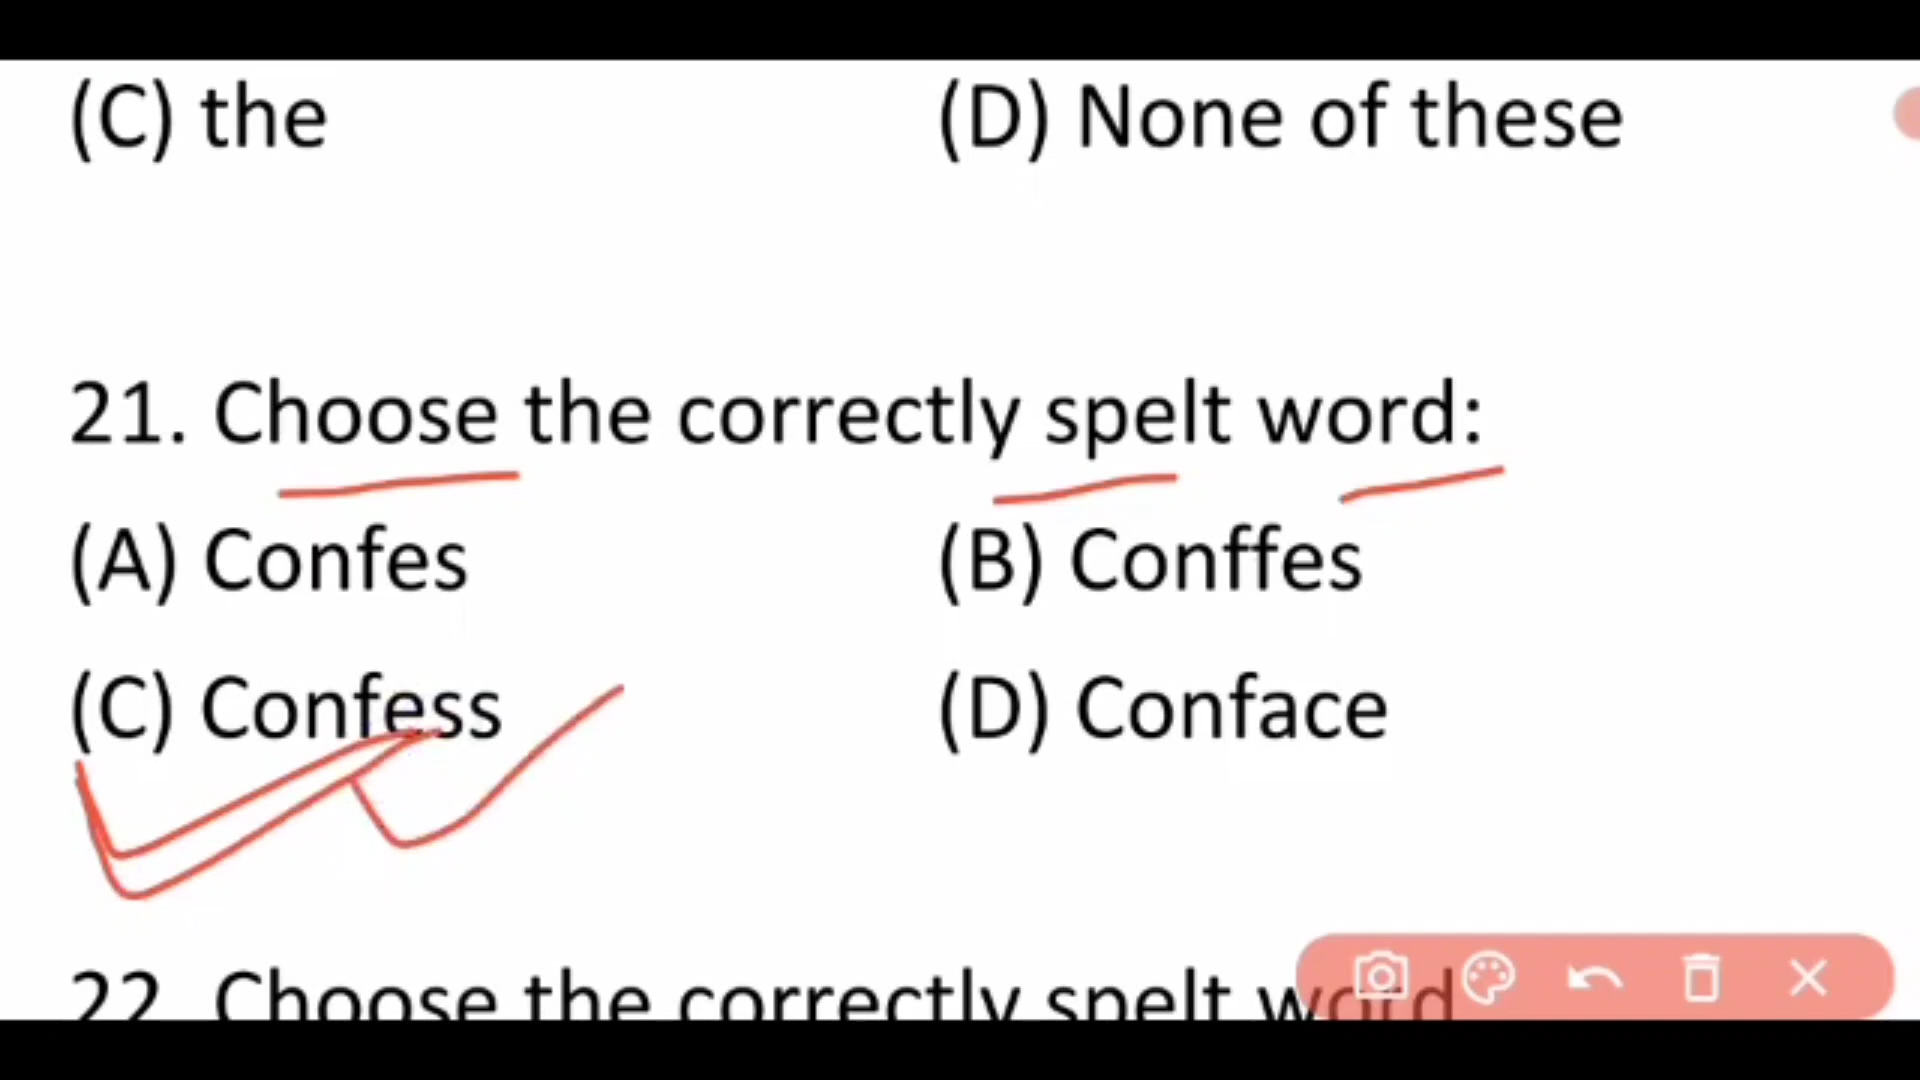 (C) the (D) None of these
21. Choose the correctly spelt word:
(A) Confes (B) Conffes
(C) Confess (D) Conface
22. Choose the correctly spelt word